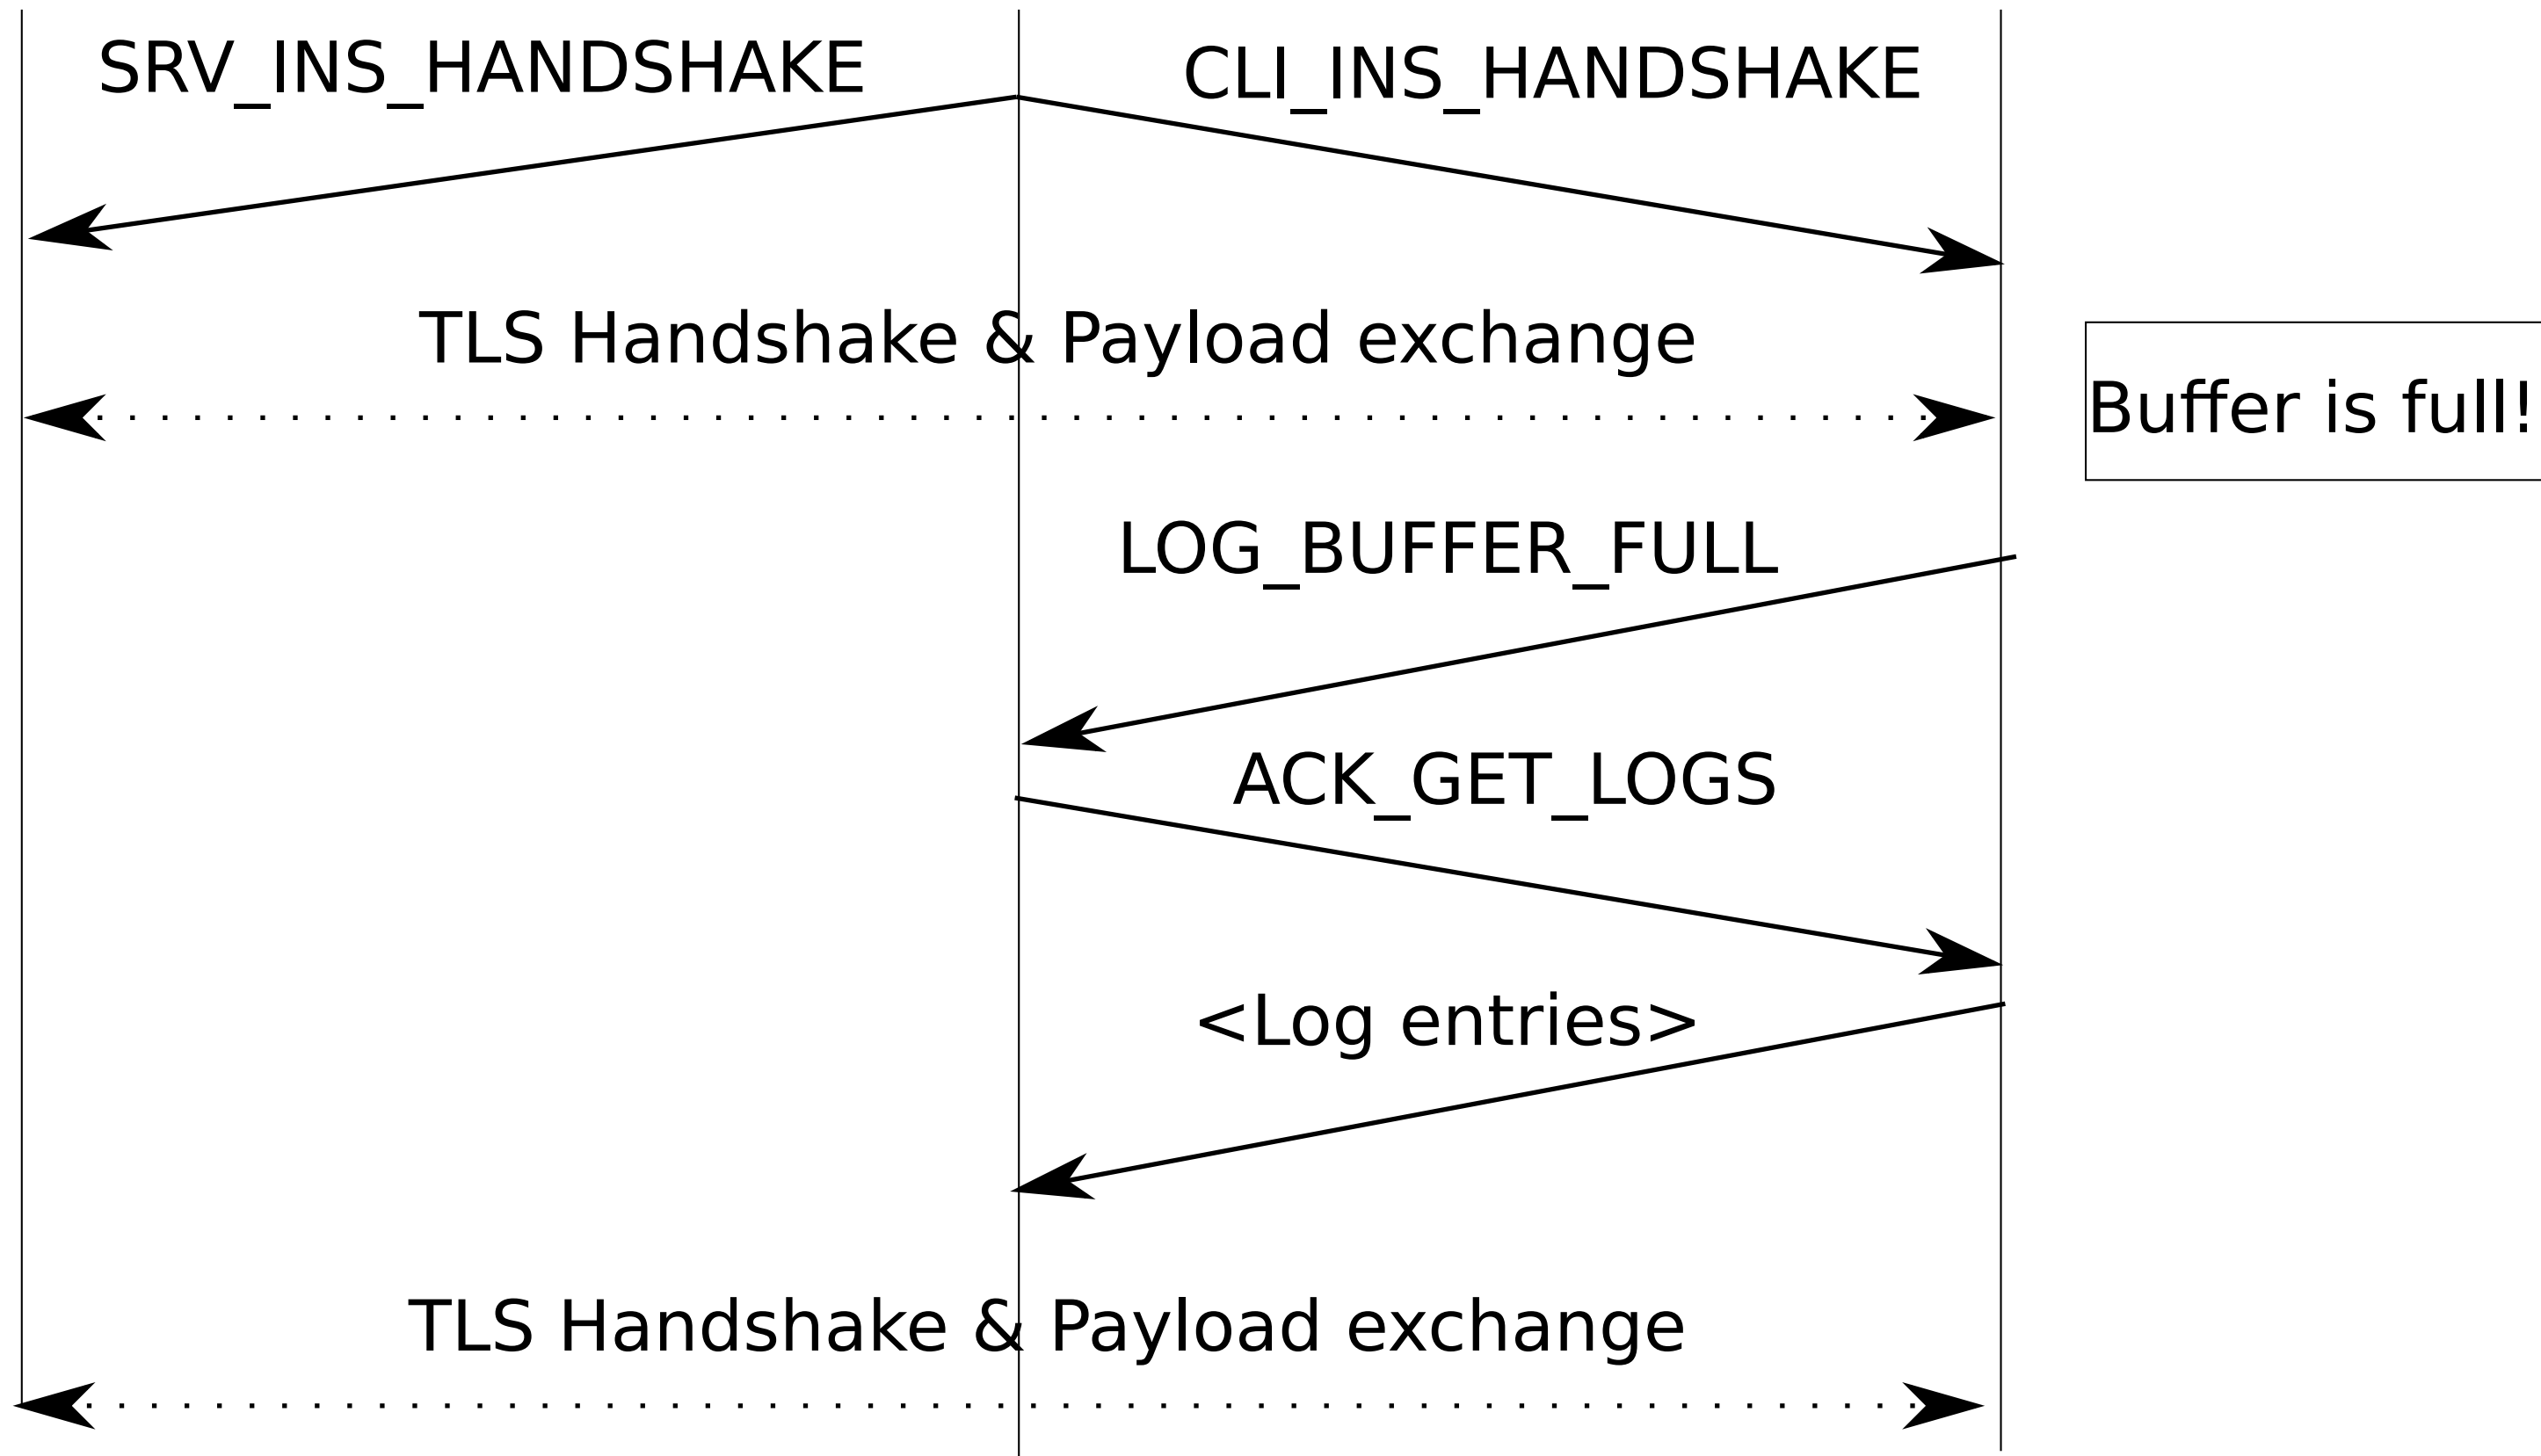 SRV_INS_HANDSHAKE
CLI_INS_HANDSHAKE
TLS Handshake & Payload exchange
Buffer is full!
LOG_BUFFER_FULL
ACK_GET_LOGS
<Log entries>
TLS Handshake & Payload exchange